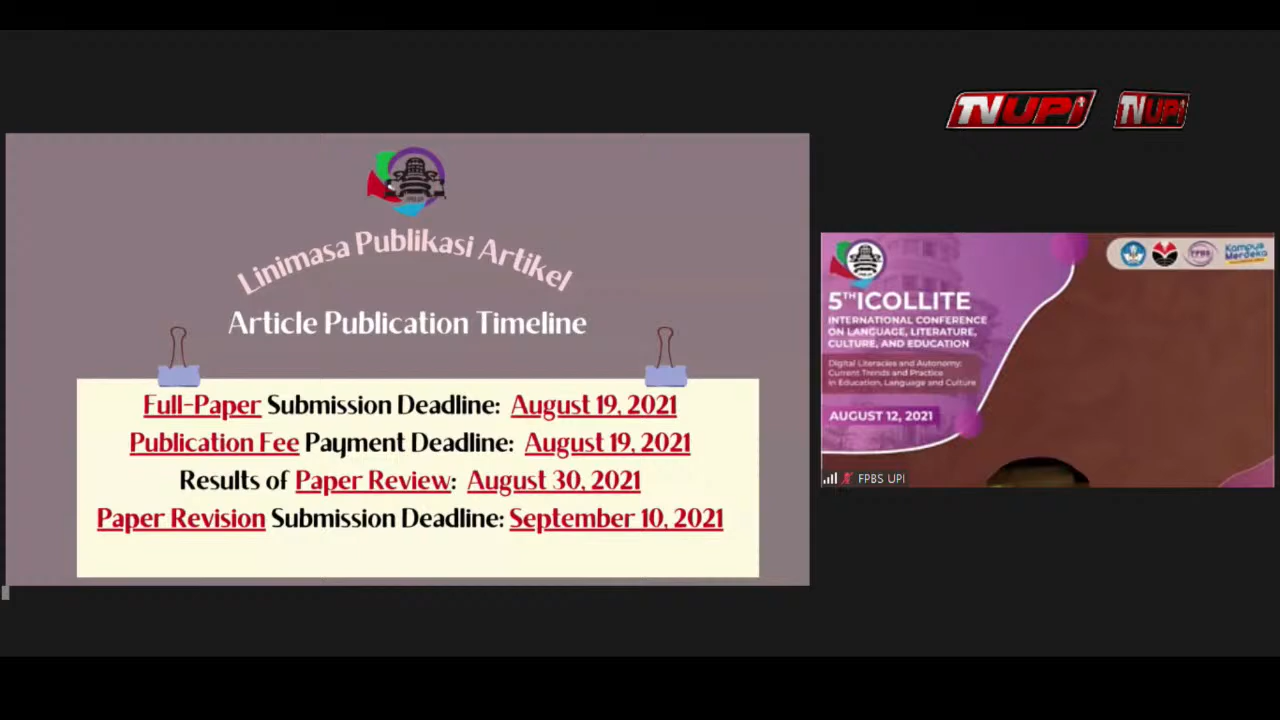 TVUPI TVUPI
FPBS UPI
Linimasa Publikasi Artikel
Article Publication Timeline
Full-Paper Submission Deadline: August 19, 2021
Publication Fee Payment Deadline: August 19, 2021
Results of Paper Review: August 30, 2021
Paper Revision Submission Deadline: September 10, 2021
FPBS
Kampus
Merdeka
5THICOLLITE
INTERNATIONAL CONFERENCE
ON LANGUAGE, LITERATURE,
CULTURE, AND EDUCATION
Digital Literacies and Autonomy:
Current Trends and Practice
in Education, Language and Culture
AUGUST 12, 2021
FPBS UPI